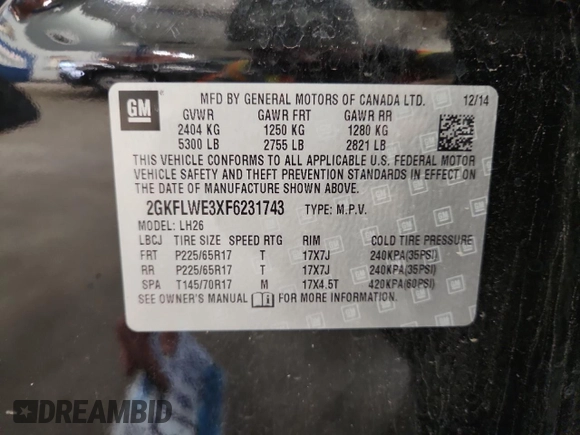 GM
MFD BY GENERAL MOTORS OF CANADA LTD. 12/14
GVWR GAWR FRT GAWR RR
2404 KG 1250 KG 1280 KG
5300 LB 2755 LB 2821 LB
THIS VEHICLE CONFORMS TO ALL APPLICABLE U.S. FEDERAL MOTOR
VEHICLE SAFETY AND THEFT PREVENTION STANDARDS IN EFFECT ON
THE DATE OF MANUFACTURE SHOWN ABOVE.
2GKFLWE3XF6231743 TYPE: M.P.V.
MODEL: LH26
LBCJ TIRE SIZE SPEED RTG RIM COLD TIRE PRESSURE
FRT P225/65R17 T 17X7J 240KPA(35PSI)
RR P225/65R17 T 17X7J 240KPA(35PSI)
SPA T145/70R17 M 17X4.5T 420KPA(60PSI)
SEE OWNER'S MANUAL i FOR MORE INFORMATION
DREAMBID